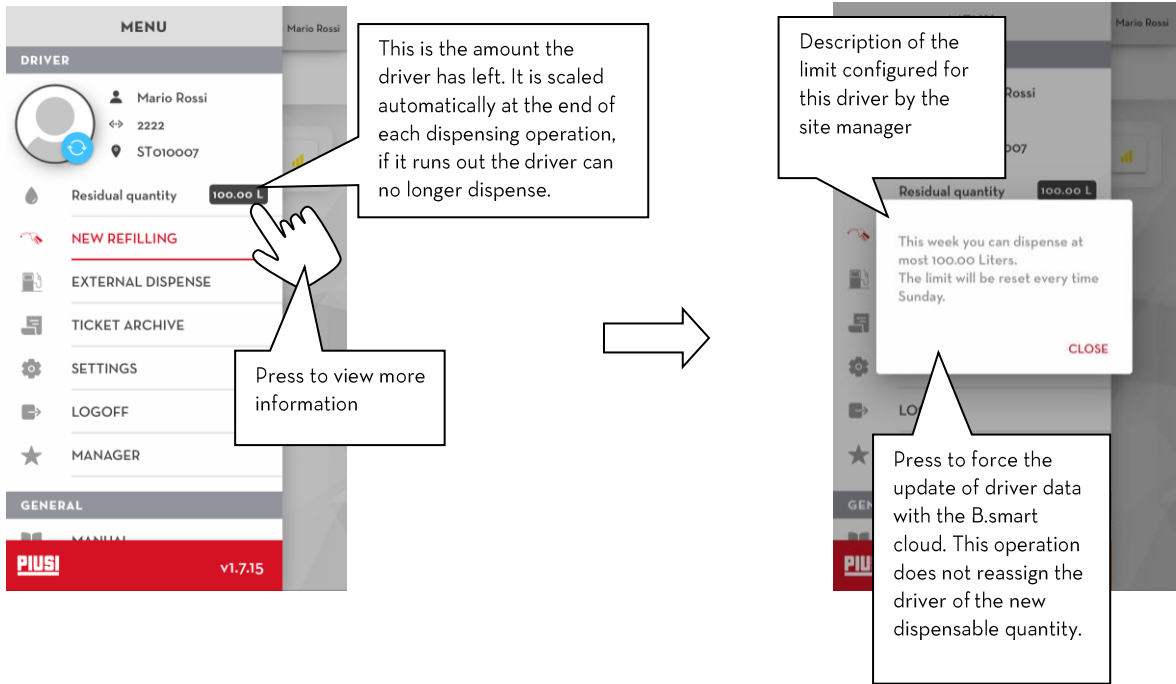 MENU
Mario Rossi
DRIVER
Mario Rossi
2222
ST010007
Residual quantity 100.00 L
NEW REFILLING
EXTERNAL DISPENSE
TICKET ARCHIVE
SETTINGS
LOGOFF
MANAGER
GENERAL
MANUAL
PIUSI v1.7.15
This is the amount the
driver has left. It is scaled
automatically at the end of
each dispensing operation,
if it runs out the driver can
no longer dispense.
Press to view more
information
Mario Rossi
Description of the
limit configured for
this driver by the
site manager
Rossi
007
Residual quantity 100.00 L
This week you can dispense at
most 100.00 Liters.
The limit will be reset every time
Sunday.
CLOSE
LO
GEN
PIU
Press to force the
update of driver data
with the B.smart
cloud. This operation
does not reassign the
driver of the new
dispensable quantity.